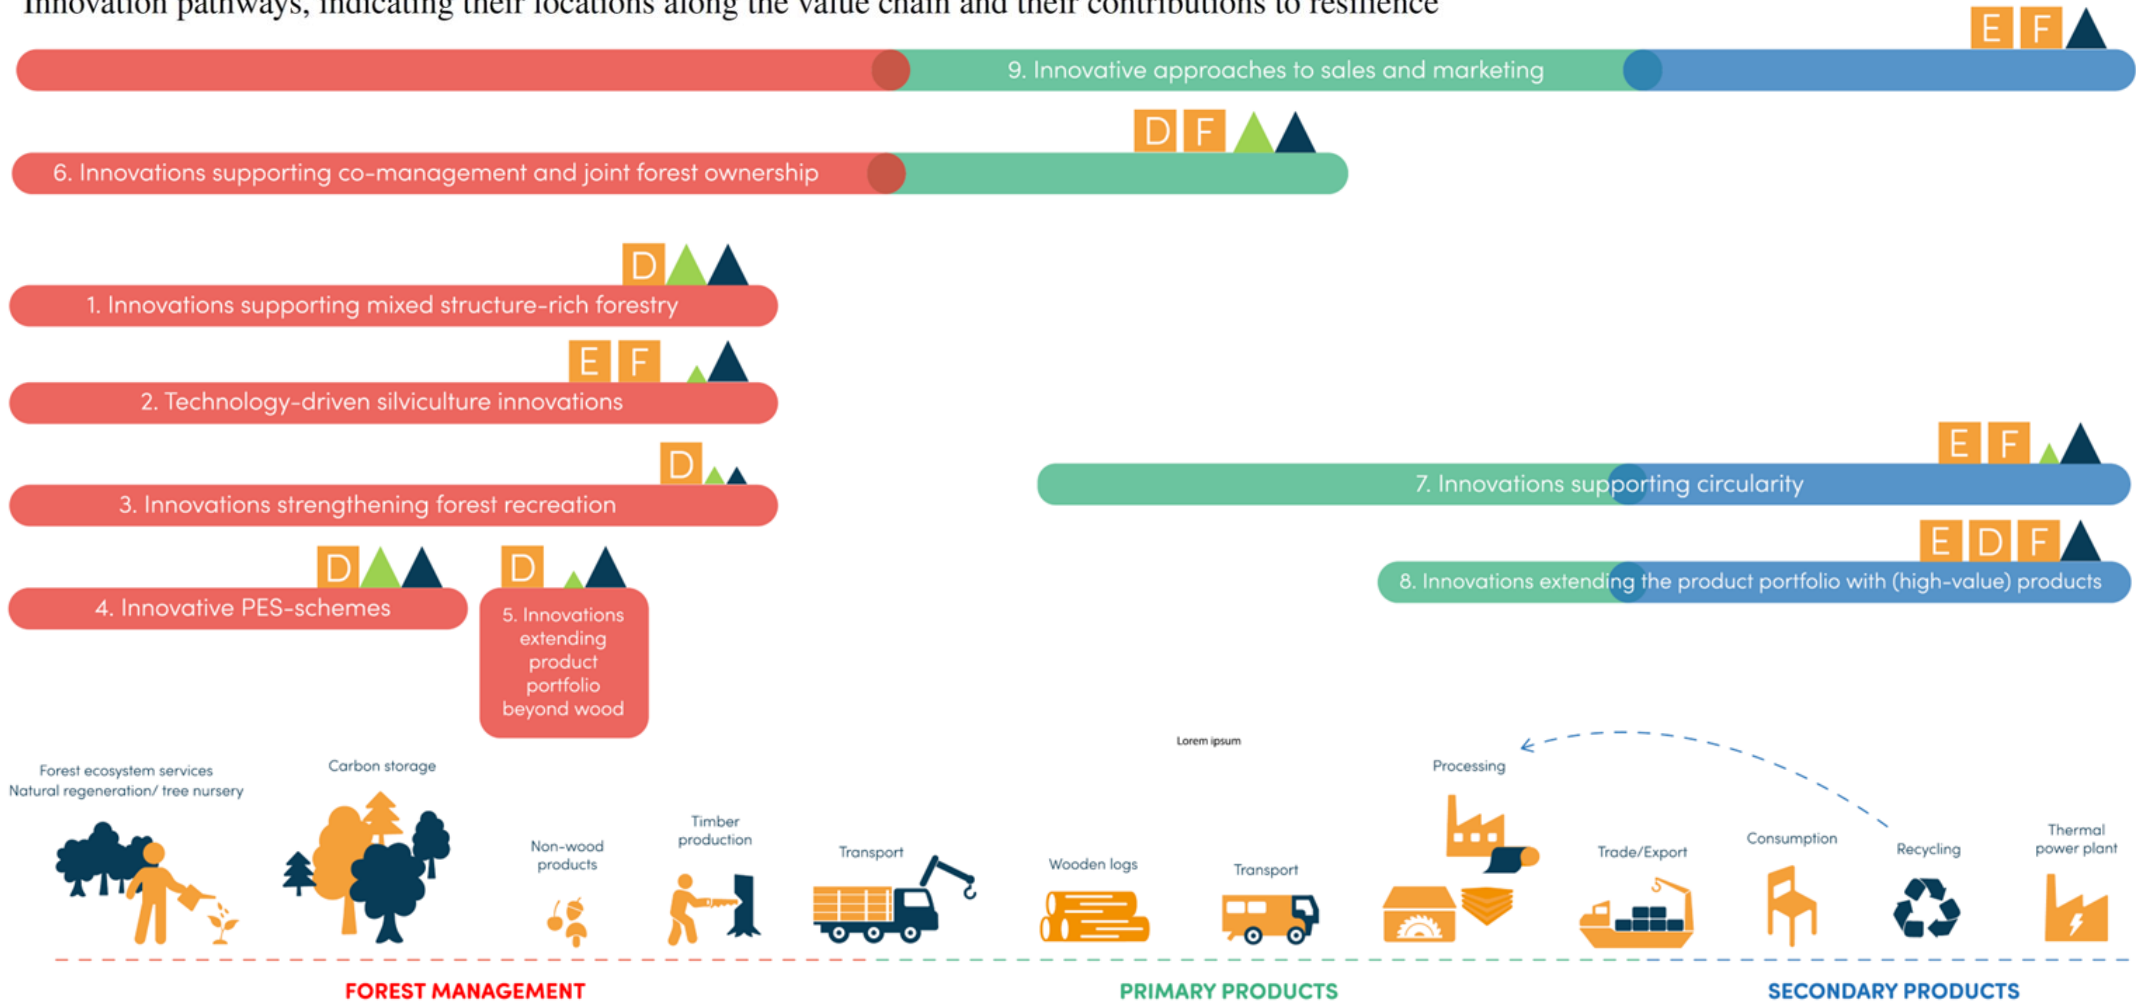 Innovation pathways, indicating their locations along the value chain and their contributions to resilience
E F
9. Innovative approaches to sales and marketing
D F
6. Innovations supporting co-management and joint forest ownership
D
1. Innovations supporting mixed structure-rich forestry
E F
2. Technology-driven silviculture innovations
D
3. Innovations strengthening forest recreation
E F
7. Innovations supporting circularity
E D F
8. Innovations extending the product portfolio with (high-value) products
D
4. Innovative PES-schemes
D
5. Innovations
extending
product
portfolio
beyond wood
Lorem ipsum
Forest ecosystem services
Natural regeneration/ tree nursery
Carbon storage
Non-wood
products
Timber
production
Transport
Wooden logs
Transport
Processing
Trade/Export
Consumption
Recycling
Thermal
power plant
FOREST MANAGEMENT
PRIMARY PRODUCTS
SECONDARY PRODUCTS